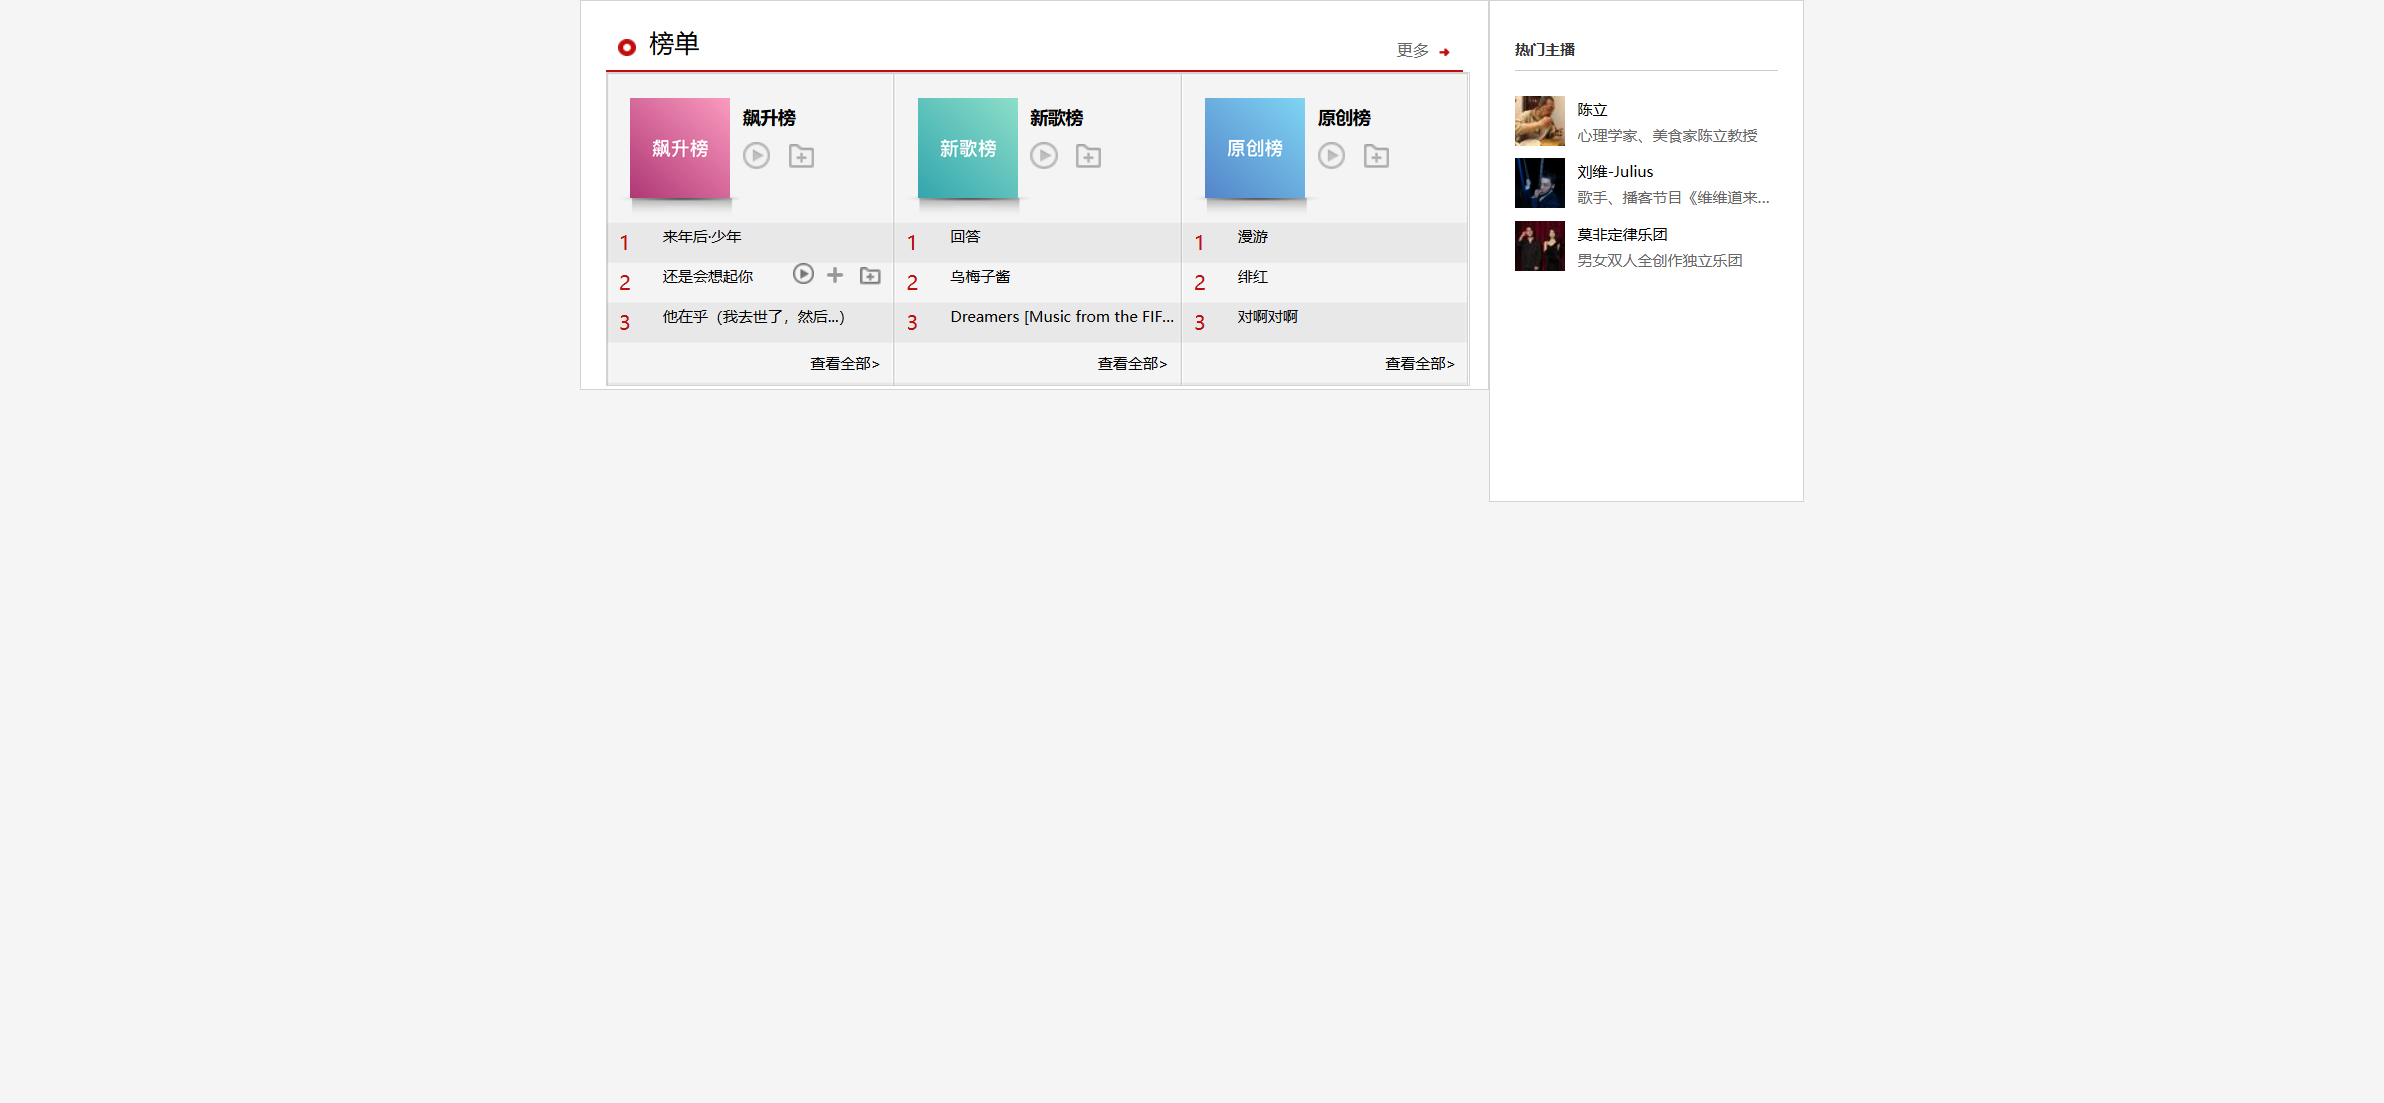 榜单
更多
飙升榜
飙升榜
1 来年后·少年
2 还是会想起你
3 他在乎（我去世了，然后...）
查看全部>
新歌榜
新歌榜
1 回答
2 乌梅子酱
3 Dreamers [Music from the FIF...
查看全部>
原创榜
原创榜
1 漫游
2 绯红
3 对啊对啊
查看全部>
热门主播
陈立
心理学家、美食家陈立教授
刘维-Julius
歌手、播客节目《维维道来...
莫非定律乐团
男女双人全创作独立乐团